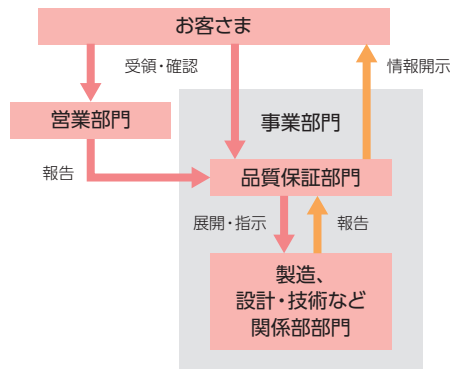 お客さま
受領・確認
情報開示
営業部門
事業部門
報告
品質保証部門
展開・指示
報告
製造、
設計・技術など
関係部部門